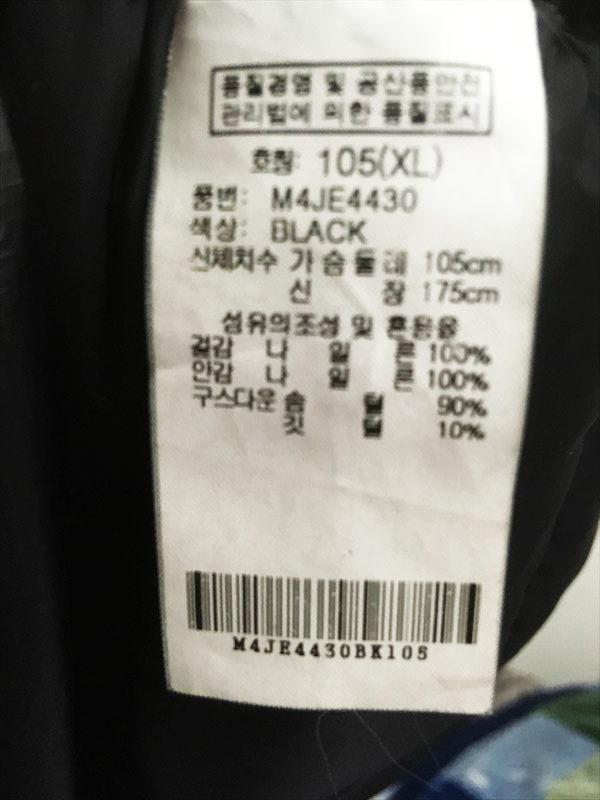 품질경영 및 공산품안전
관리법에 의한 품질표시
호칭: 105(XL)
품번: M4JE4430
색상: BLACK
신체치수 가슴둘레 105cm
신 장 175cm
섬유의조성 및 혼용율
겉감 나 일 론 100%
안감 나 일 론 100%
구스다운 솜 털 90%
깃 털 10%
M4JE4430BK105